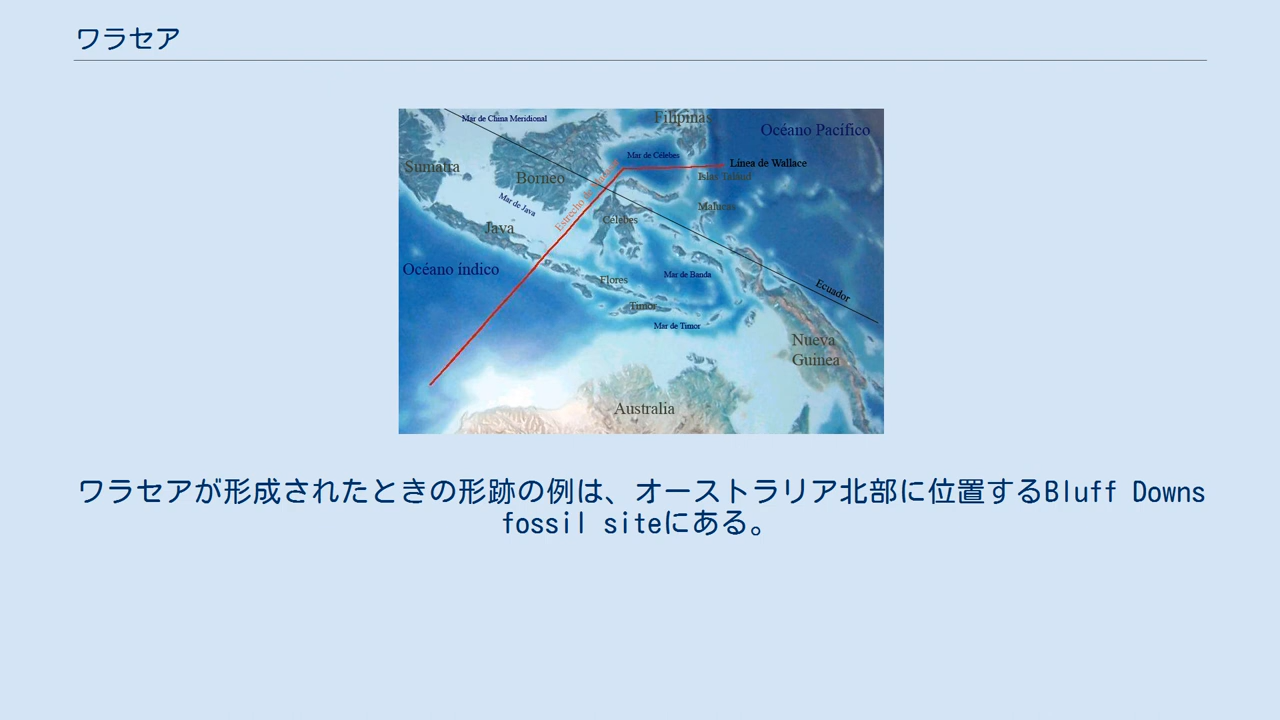 ワラセア
Mar de China Meridional
Filipinas
Océano Pacífico
Mar de Célebes
Línea de Wallace
Sumatra
Borneo
Islas Talaud
Estrecho de
Mar de Java
Molucas
Célebes
Java
Océano índico
Mar de Banda
Flores
Ecuador
Timor
Mar de Timor
Nueva
Guinea
Australia
ワラセアが形成されたときの形跡の例は、オーストラリア北部に位置するBluff Downs
fossil siteにある。